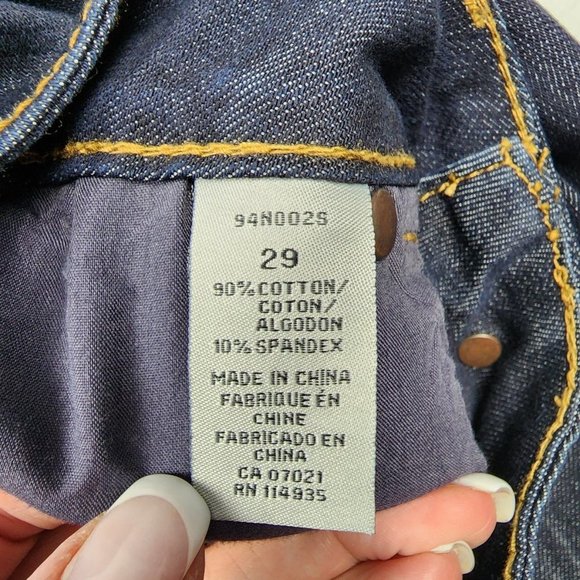 94N002S
29
90% COTTON/
COTON/
ALGODON
10% SPANDEX
MADE IN CHINA
FABRIQUE ÉN
CHINE
FABRICADO EN
CHINA
CA 07021
RN 114935